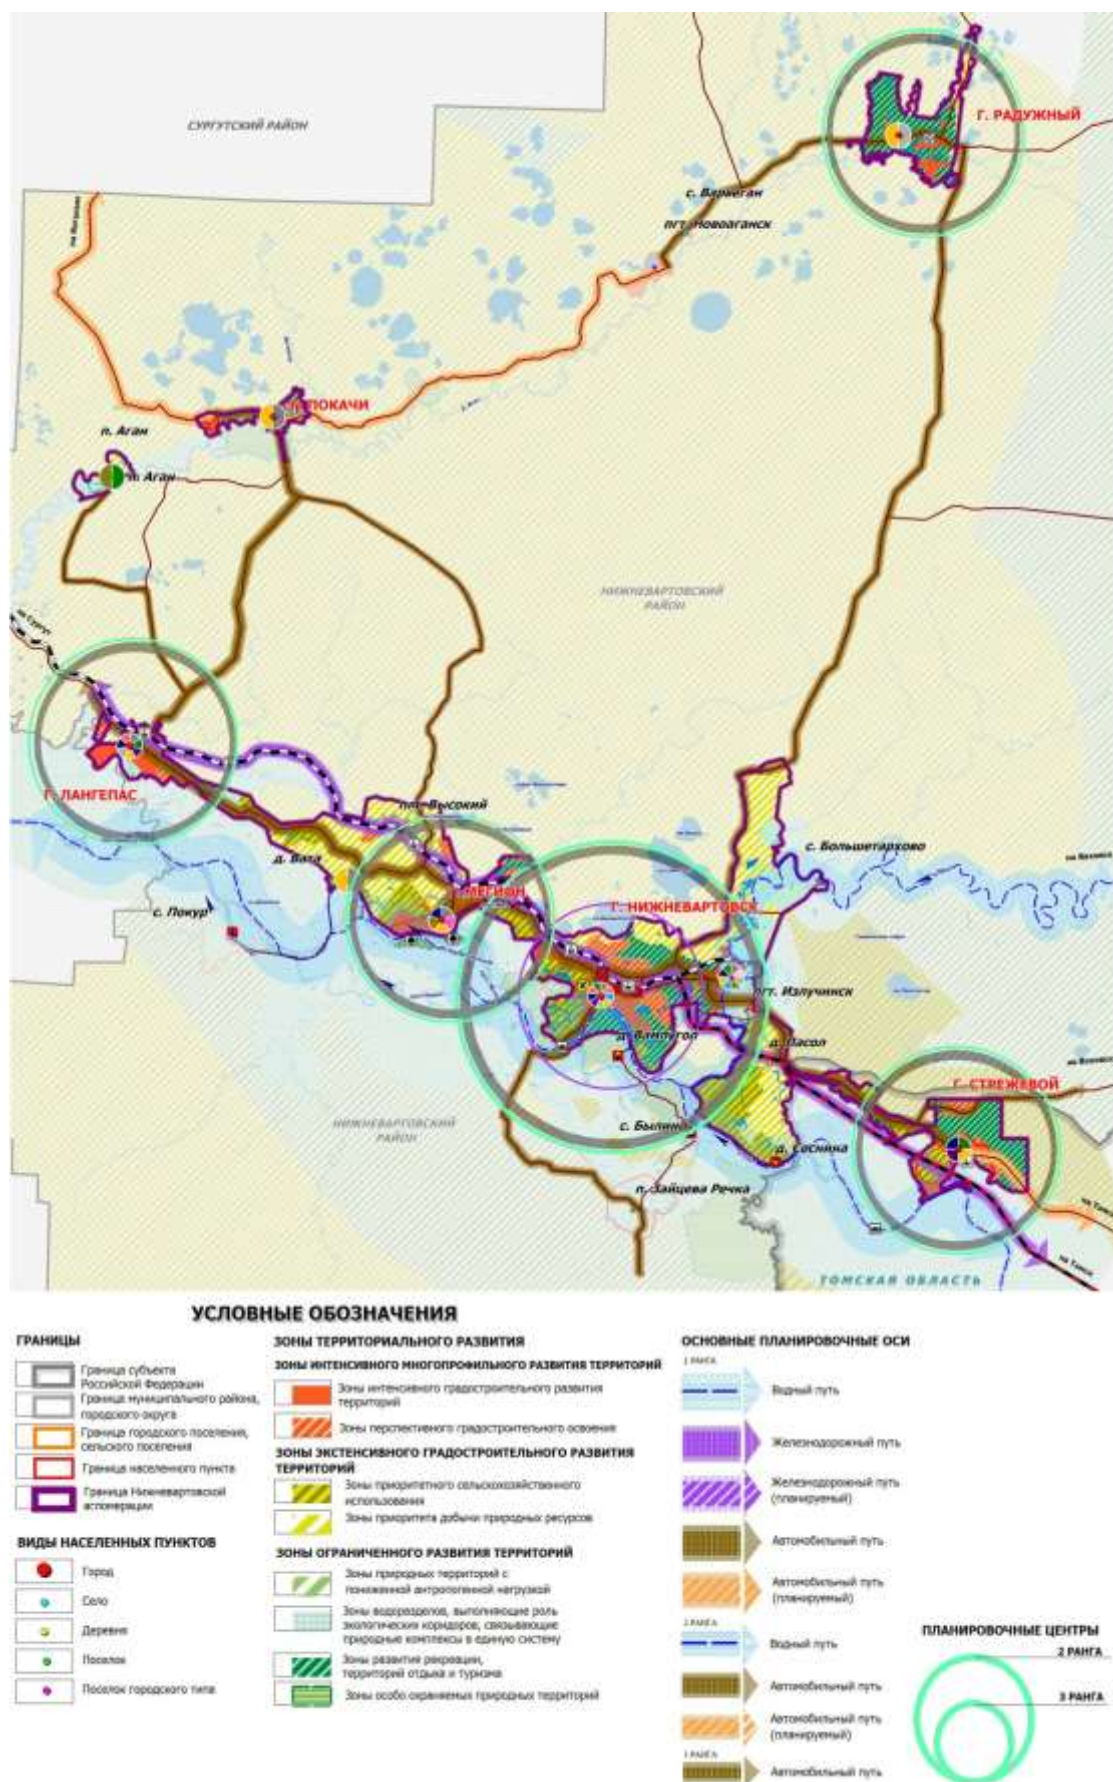 СУРГУТСКИЙ РАЙОН
Г. РАДУЖНЫЙ
с. Варьеган
пгт. Новоаганск
ПОКАЧИ
п. Аган
п. Аган
НИЖНЕВАРТОВСКИЙ
РАЙОН
на Сургут
Г. ЛАНГЕПАС
пгт. Высокий
д. Вата
с. Покур
МЕГИОН
с. Большетархово
Г. НИЖНЕВАРТОВСК
пгт. Излучинск
д. Вампугол
д. Пасол
Г. СТРЕЖЕВОЙ
НИЖНЕВАРТОВСКИЙ
РАЙОН
с. Былино
д. Соснина
п. Зайцева Речка
на Томск
ТОМСКАЯ ОБЛАСТЬ
УСЛОВНЫЕ ОБОЗНАЧЕНИЯ
ГРАНИЦЫ
Граница субъекта
Российской Федерации
Граница муниципального района,
городского округа
Граница городского поселения,
сельского поселения
Граница населенного пункта
Граница Нижневартовской
агломерации
ВИДЫ НАСЕЛЕННЫХ ПУНКТОВ
Город
Село
Деревня
Поселок
Поселок городского типа
ЗОНЫ ТЕРРИТОРИАЛЬНОГО РАЗВИТИЯ
ЗОНЫ ИНТЕНСИВНОГО МНОГОПРОФИЛЬНОГО РАЗВИТИЯ ТЕРРИТОРИЙ
Зоны интенсивного градостроительного развития
территорий
Зоны перспективного градостроительного освоения
ЗОНЫ ЭКСТЕНСИВНОГО ГРАДОСТРОИТЕЛЬНОГО РАЗВИТИЯ
ТЕРРИТОРИЙ
Зоны приоритетного сельскохозяйственного
использования
Зоны приоритета добычи природных ресурсов
ЗОНЫ ОГРАНИЧЕННОГО РАЗВИТИЯ ТЕРРИТОРИЙ
Зоны природных территорий с
пониженной антропогенной нагрузкой
Зоны водоразделов, выполняющие роль
экологических коридоров, связывающие
природные комплексы в единую систему
Зоны развития рекреации,
территорий отдыха и туризма
Зоны особо охраняемых природных территорий
ОСНОВНЫЕ ПЛАНИРОВОЧНЫЕ ОСИ
1 РАНГА
Водный путь
Железнодорожный путь
Железнодорожный путь
(планируемый)
Автомобильный путь
Автомобильный путь
(планируемый)
2 РАНГА
Водный путь
Автомобильный путь
Автомобильный путь
(планируемый)
3 РАНГА
Автомобильный путь
ПЛАНИРОВОЧНЫЕ ЦЕНТРЫ
2 РАНГА
3 РАНГА